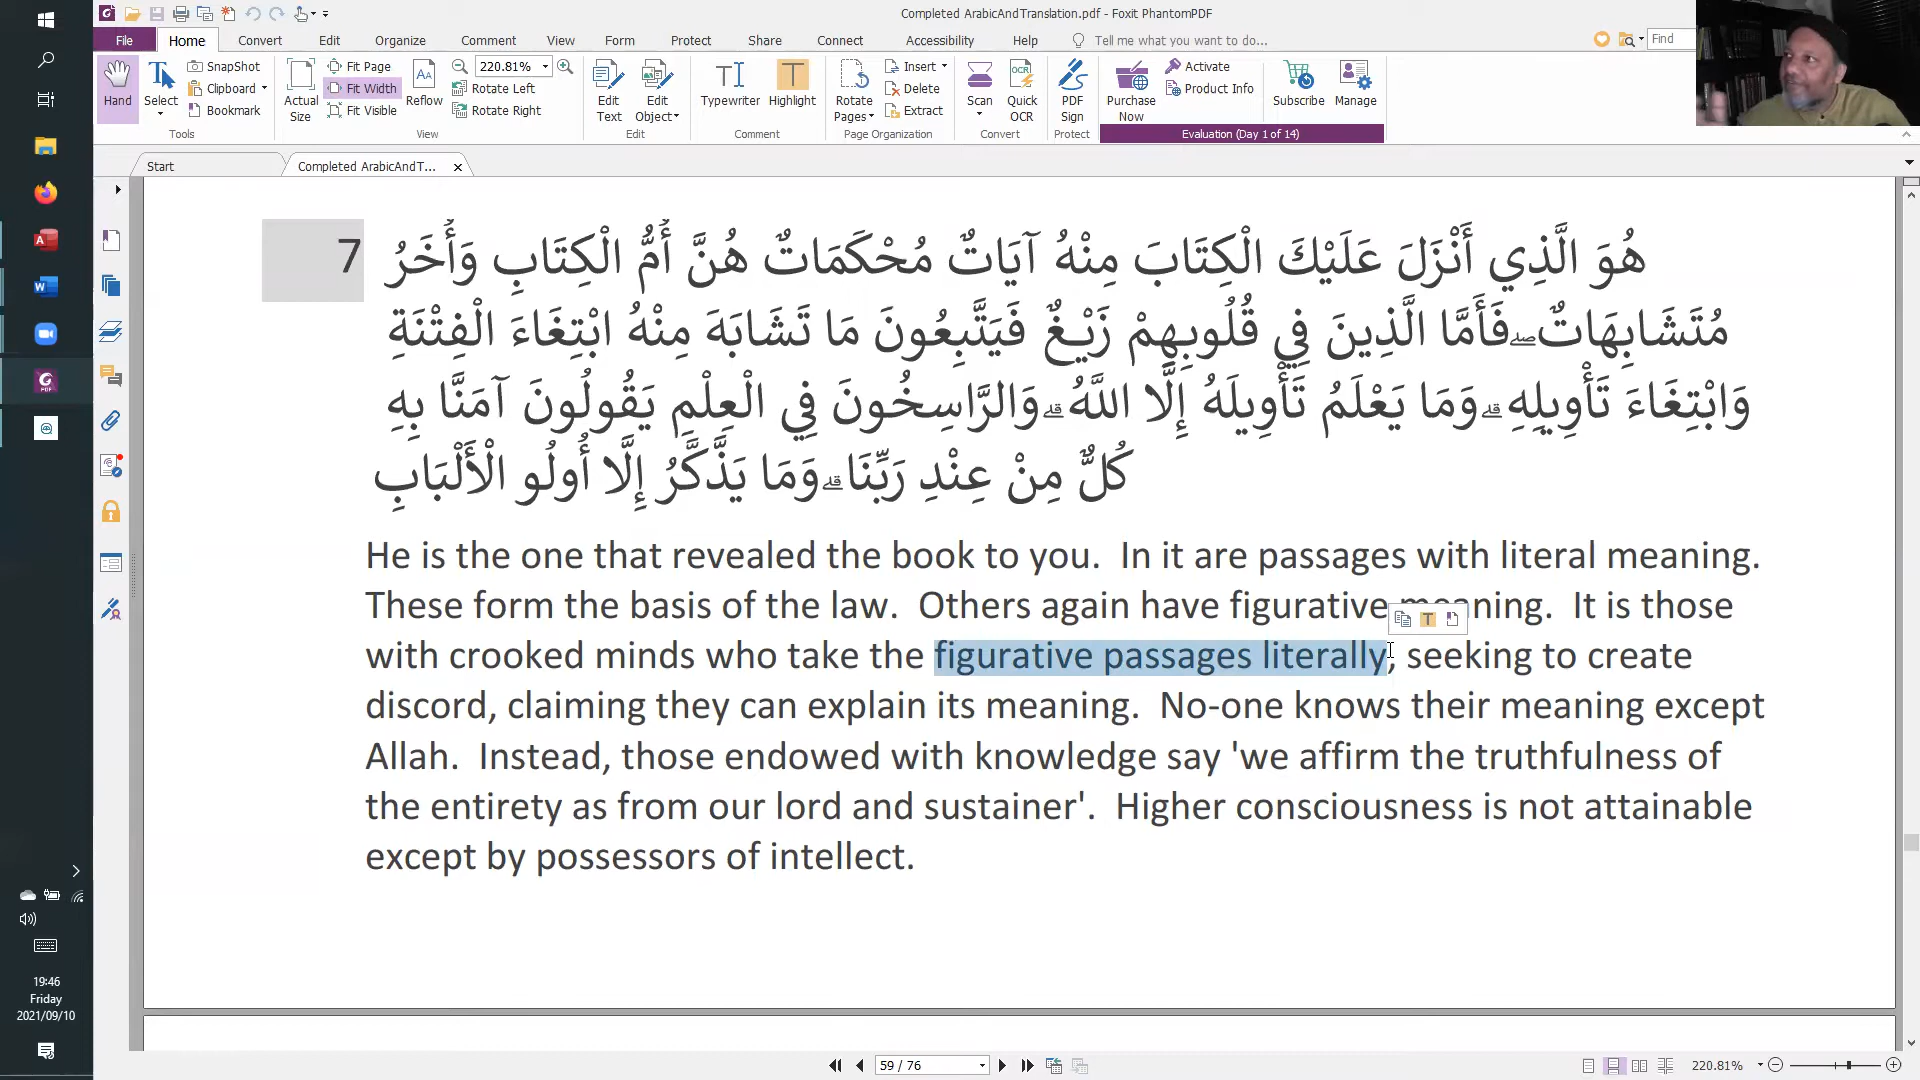 Completed ArabicAndTranslation.pdf - Foxit PhantomPDF
File Home Convert Edit Organize Comment View Form Protect Share Connect Accessibility Help Tell me what you want to do... Find
Hand
Select
SnapShot
Clipboard
Bookmark
Tools
Actual Size
Fit Page
Fit Width
Fit Visible
Reflow
220.81%
Rotate Left
Rotate Right
View
Edit Text
Edit Object
Edit
Typewriter
Highlight
Comment
Rotate Pages
Insert
Delete
Extract
Page Organization
Scan
Quick OCR
Convert
PDF Sign
Protect
Purchase Now
Activate
Product Info
Subscribe
Manage
Evaluation (Day 1 of 14)
Start
Completed ArabicAndT...
7
هُوَ الَّذِي أَنْزَلَ عَلَيْكَ الْكِتَابَ مِنْهُ آيَاتٌ مُحْكَمَاتٌ هُنَّ أُمُّ الْكِتَابِ وَأُخَرُ
مُتَشَابِهَاتٌ ۖ فَأَمَّا الَّذِينَ فِي قُلُوبِهِمْ زَيْغٌ فَيَتَّبِعُونَ مَا تَشَابَهَ مِنْهُ ابْتِغَاءَ الْفِتْنَةِ
وَابْتِغَاءَ تَأْوِيلِهِ ۗ وَمَا يَعْلَمُ تَأْوِيلَهُ إِلَّا اللَّهُ ۗ وَالرَّاسِخُونَ فِي الْعِلْمِ يَقُولُونَ آمَنَّا بِهِ
كُلٌّ مِنْ عِنْدِ رَبِّنَا ۗ وَمَا يَذَّكَّرُ إِلَّا أُولُو الْأَلْبَابِ
He is the one that revealed the book to you. In it are passages with literal meaning.
These form the basis of the law. Others again have figurative meaning. It is those
with crooked minds who take the figurative passages literally, seeking to create
discord, claiming they can explain its meaning. No-one knows their meaning except
Allah. Instead, those endowed with knowledge say 'we affirm the truthfulness of
the entirety as from our lord and sustainer'. Higher consciousness is not attainable
except by possessors of intellect.
19:46
Friday
2021/09/10
59 / 76
220.81%